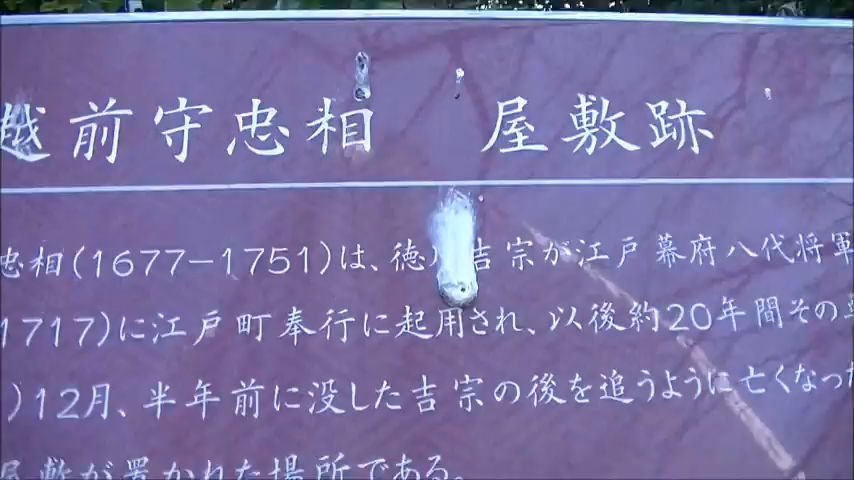 越前守忠相 屋敷跡
忠相(1677-1751)は、徳川吉宗が江戸幕府八代将軍
1717)に江戸町奉行に起用され、以後約20年間その
)12月、半年前に没した吉宗の後を追うように亡くなった
屋敷が置かれた場所である。